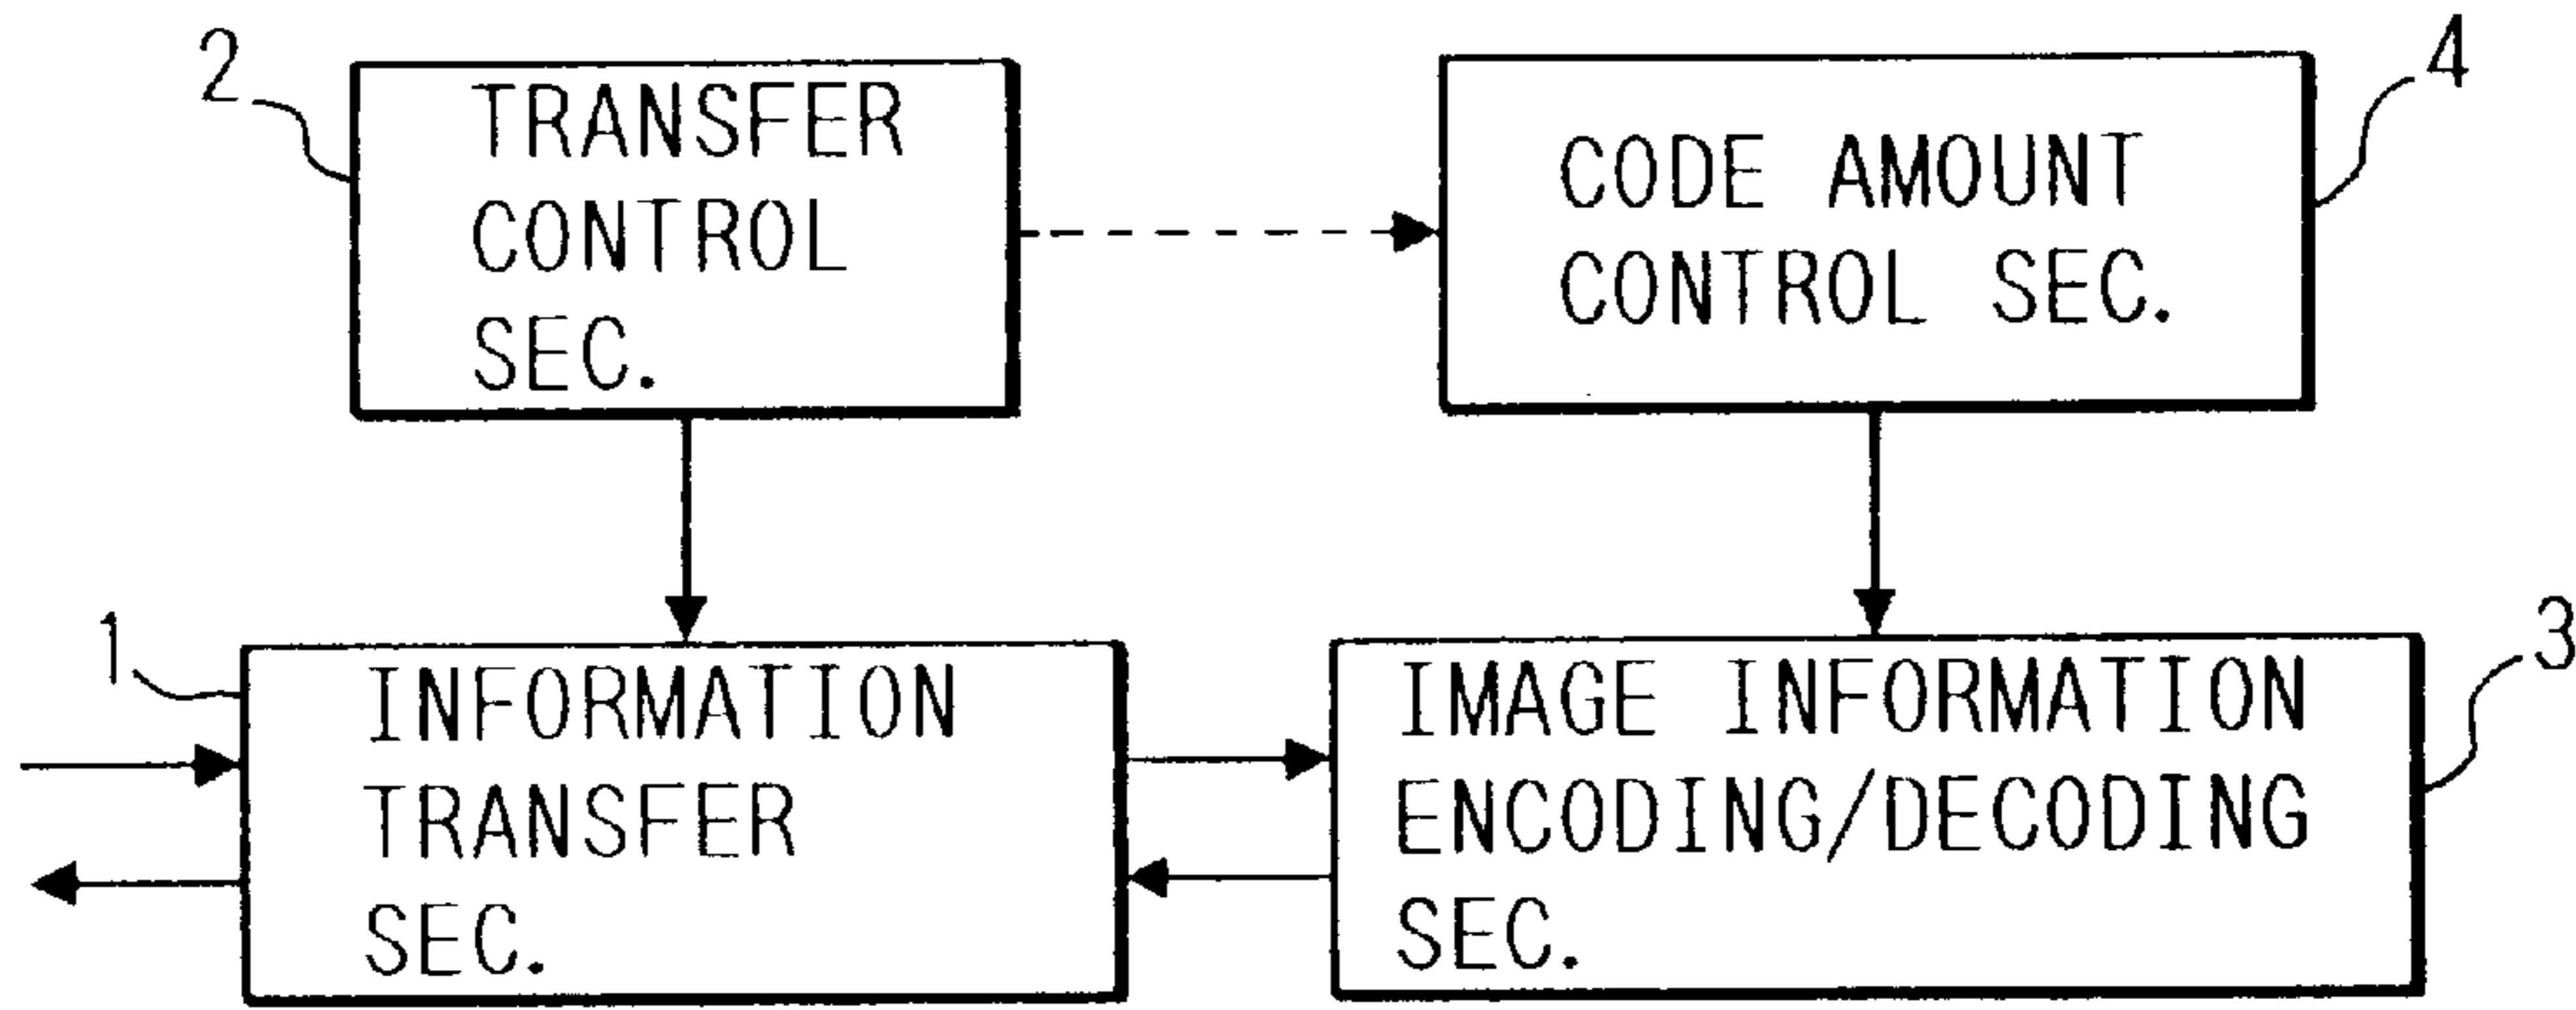 2
TRANSFER
CONTROL
SEC.
4
CODE AMOUNT
CONTROL SEC.
1
INFORMATION
TRANSFER
SEC.
3
IMAGE INFORMATION
ENCODING/DECODING
SEC.